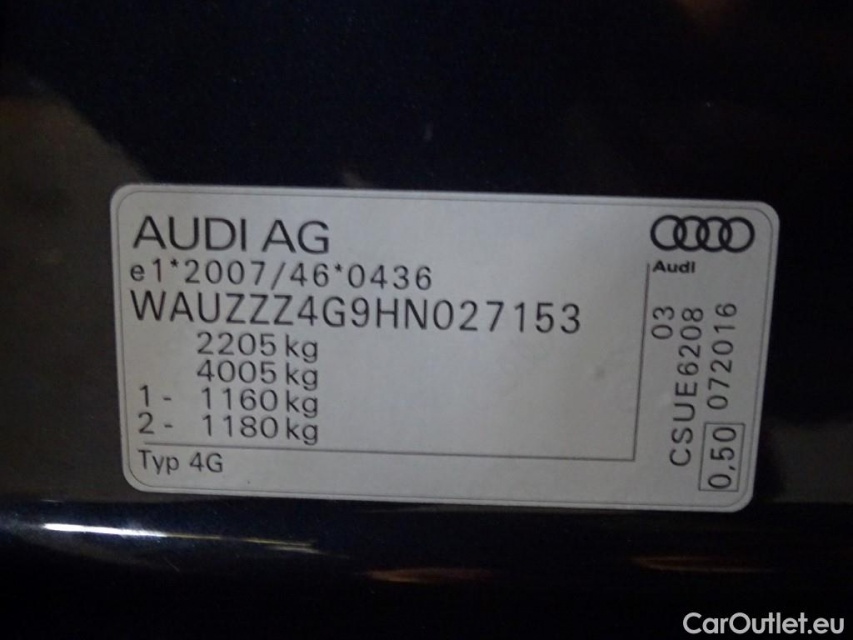 AUDI AG
e1*2007/46*0436
WAUZZZ4G9HN027153
2205 kg
4005 kg
1 - 1160 kg
2 - 1180 kg
Typ 4G
Audi
03
CSUE6208
072016
0,50
CarOutlet.eu